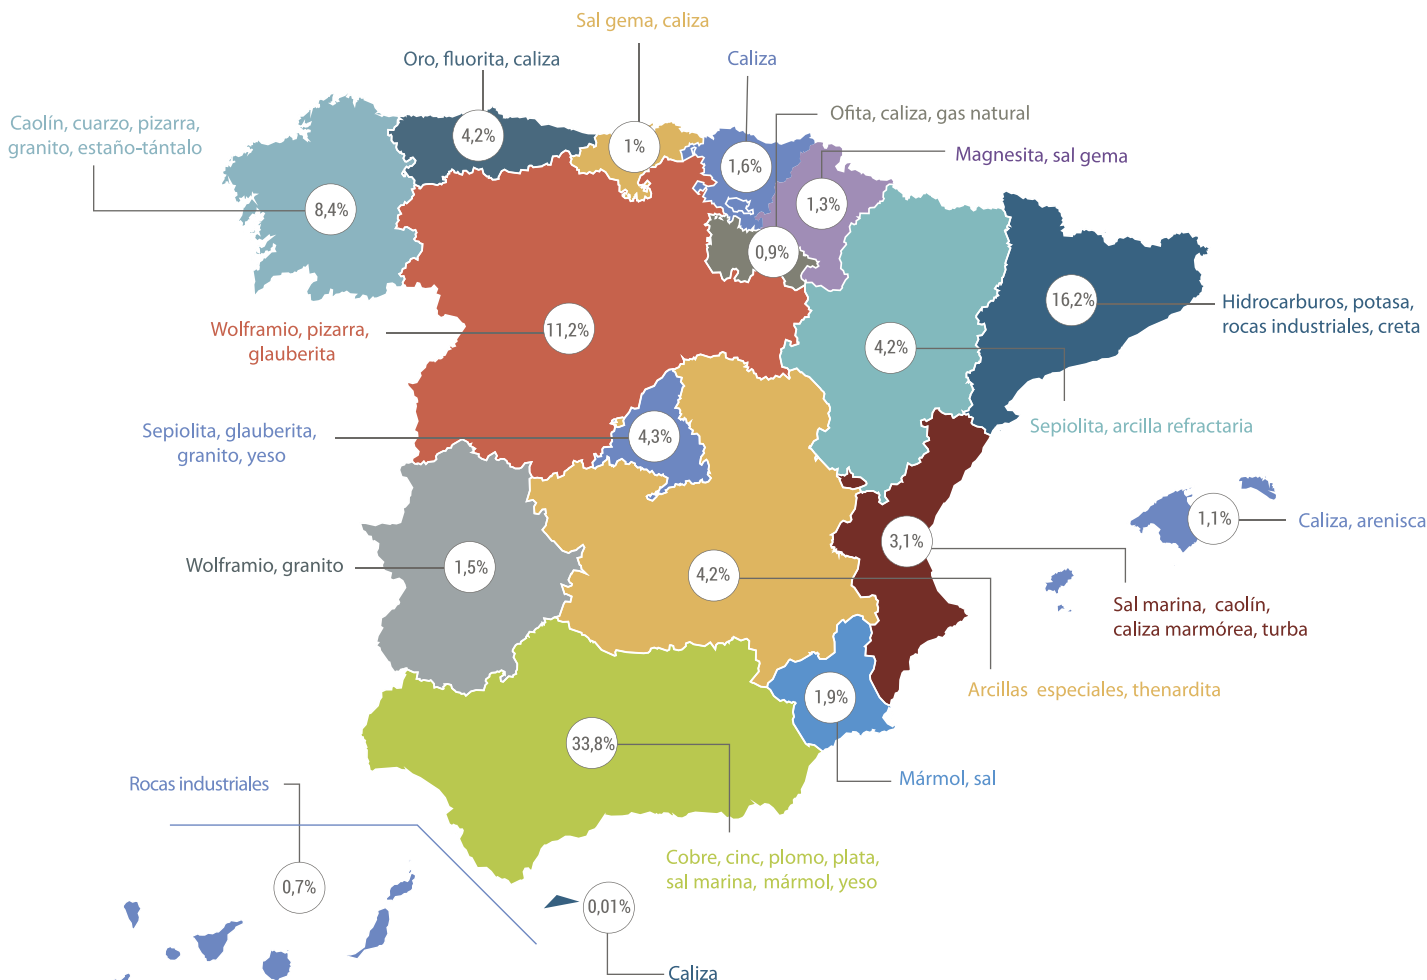 Sal gema, caliza
Oro, fluorita, caliza
Caliza
Caolín, cuarzo, pizarra,
granito, estaño-tántalo
Ofita, caliza, gas natural
Magnesita, sal gema
4,2%
1%
1,6%
8,4%
1,3%
0,9%
16,2%
Hidrocarburos, potasa,
rocas industriales, creta
Wolframio, pizarra,
glauberita
11,2%
4,2%
Sepiolita, arcilla refractaria
Sepiolita, glauberita,
granito, yeso
4,3%
1,1%
Caliza, arenisca
3,1%
Wolframio, granito
1,5%
4,2%
Sal marina, caolín,
caliza marmórea, turba
Arcillas especiales, thenardita
1,9%
33,8%
Mármol, sal
Rocas industriales
Cobre, cinc, plomo, plata,
sal marina, mármol, yeso
0,7%
0,01%
Caliza